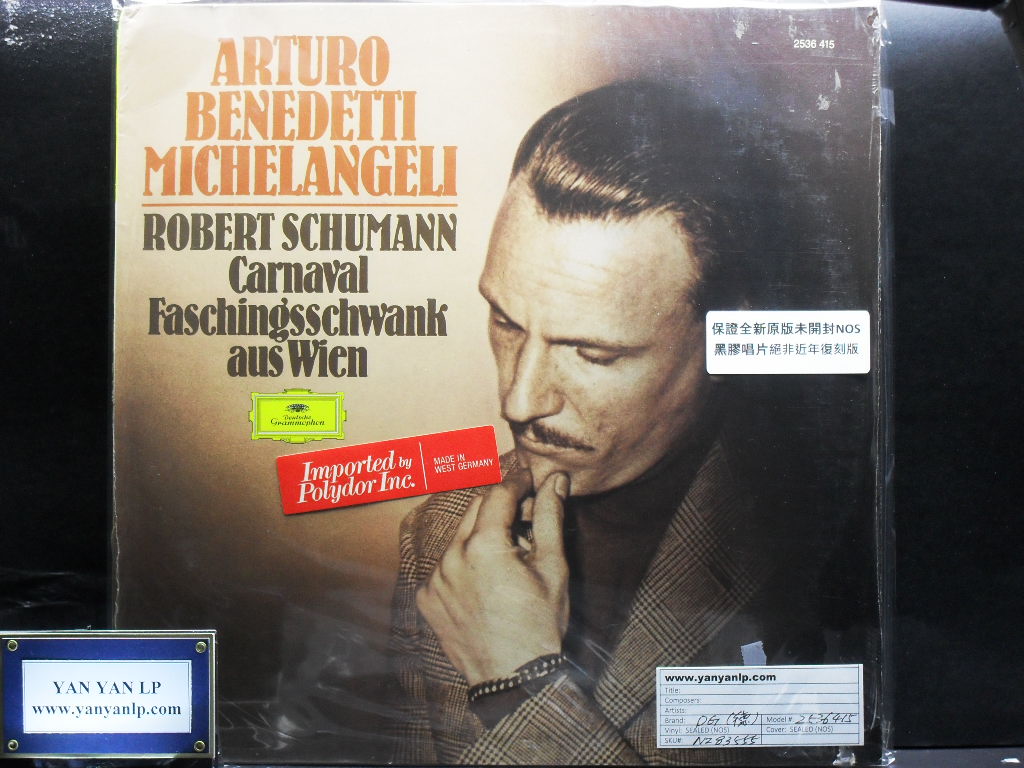 2536 415
ARTURO
BENEDETTI
MICHELANGELI
ROBERT SCHUMANN
Carnaval
Faschingsschwank
aus Wien
保證全新原版未開封NOS
黑膠唱片絕非近年復刻版
Deutsche
Grammophon
Imported by
Polydor Inc.
MADE IN
WEST GERMANY
YAN YAN LP
www.yanyanlp.com
www.yanyanlp.com
Title:
Composers:
Artists:
Brand: DG (德) Model #: 2536415
Vinyl: SEALED (NOS) Cover: SEALED (NOS)
SKU#: